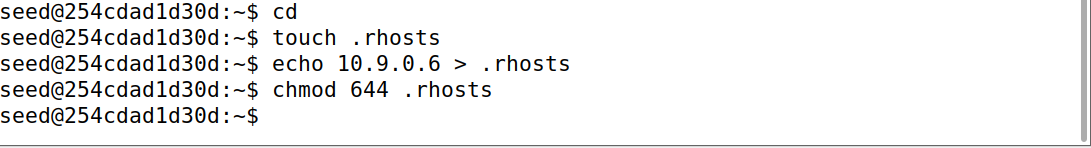 seed@254cdad1d30d:~$ cd
seed@254cdad1d30d:~$ touch .rhosts
seed@254cdad1d30d:~$ echo 10.9.0.6 > .rhosts
seed@254cdad1d30d:~$ chmod 644 .rhosts
seed@254cdad1d30d:~$